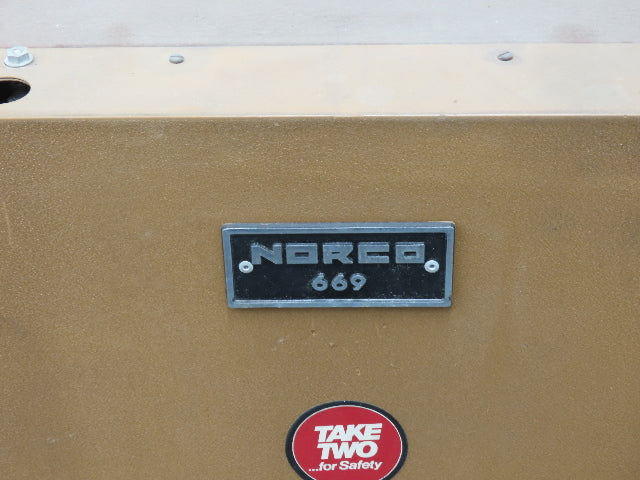 NORCO
669
TAKE
TWO
...for Safety